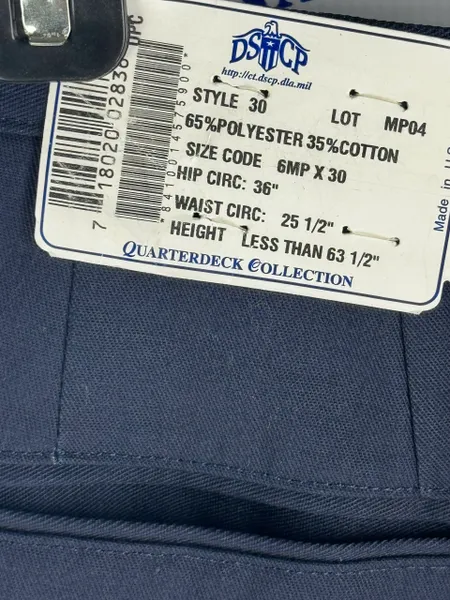 DSCP
http://ct.dscp.dla.mil
STYLE 30 LOT MP04
65%POLYESTER 35%COTTON
SIZE CODE 6MP X 30
HIP CIRC: 36"
WAIST CIRC: 25 1/2"
HEIGHT LESS THAN 63 1/2"
QUARTERDECK COLLECTION
Made in U.S
UPC